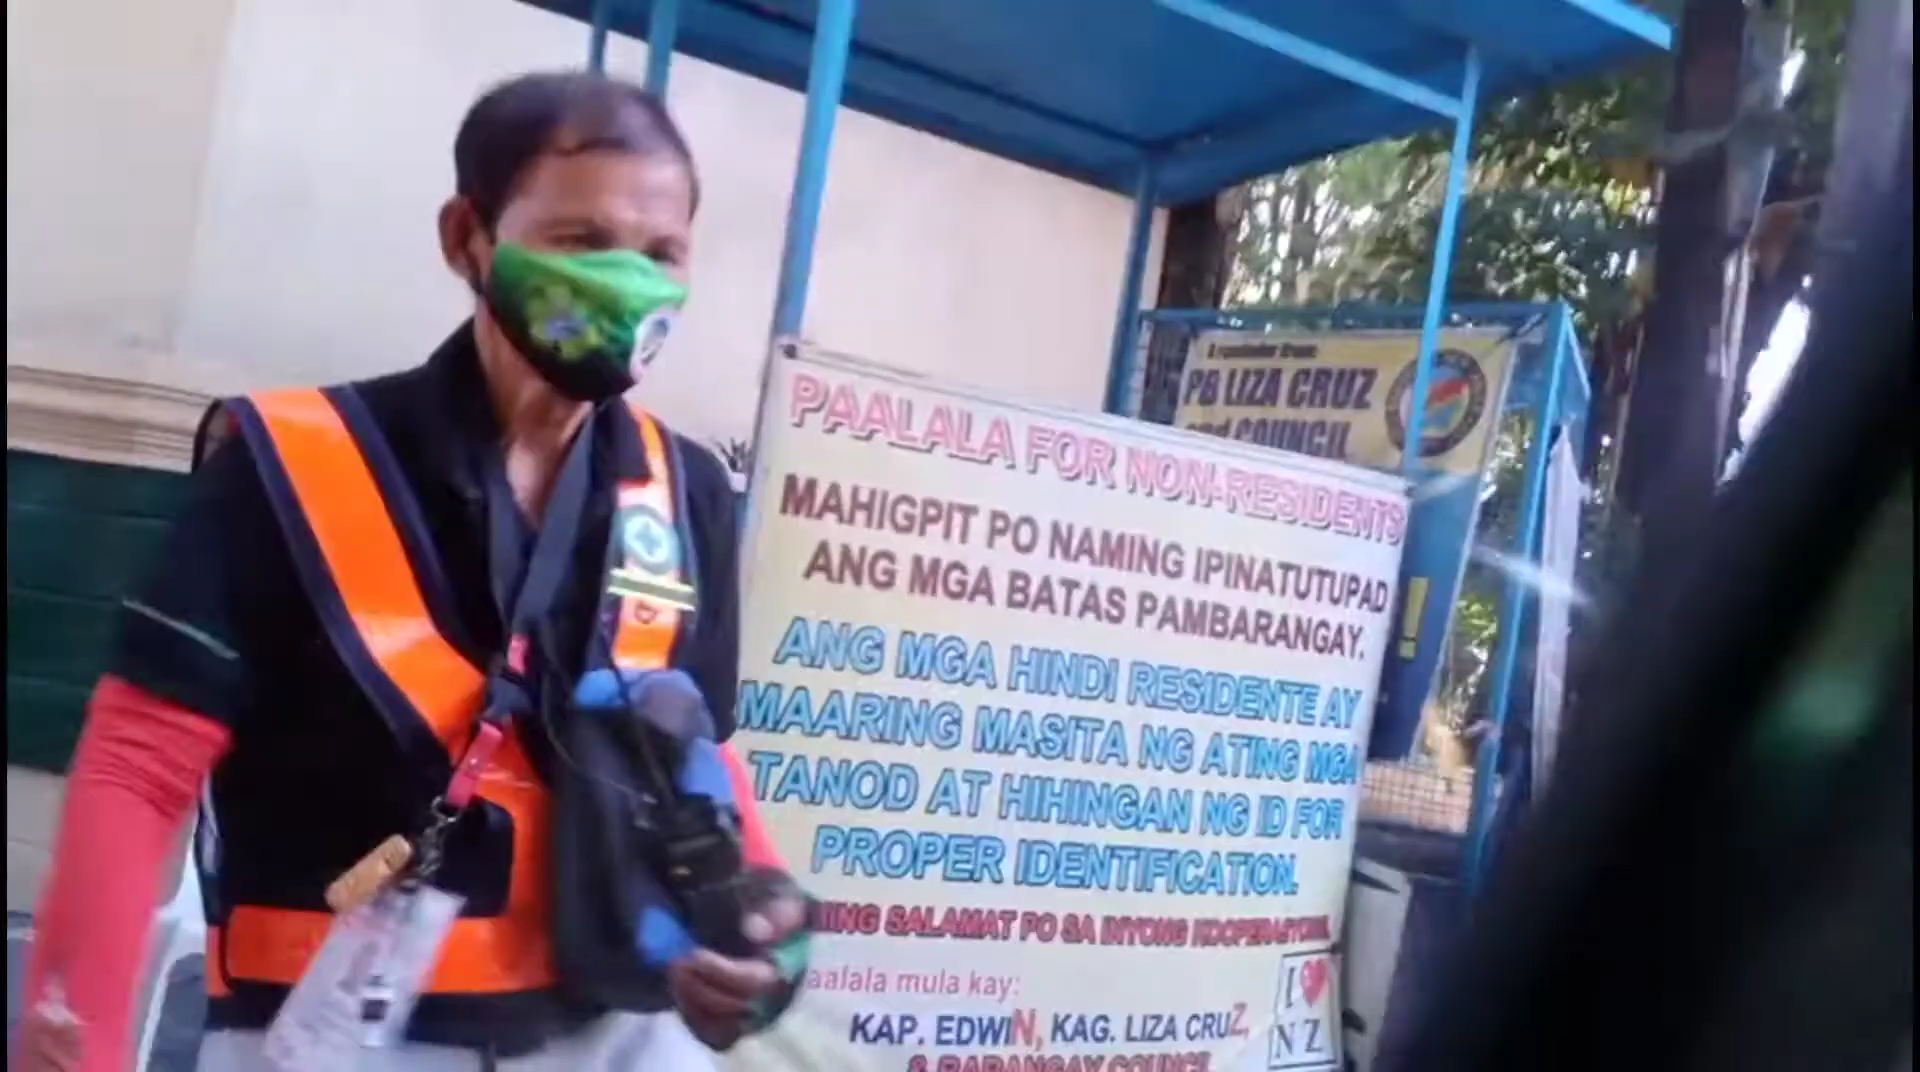 A reminder from:
PB LIZA CRUZ
and COUNCIL
!
PAALALA FOR NON-RESIDENTS
MAHIGPIT PO NAMING IPINATUTUPAD
ANG MGA BATAS PAMBARANGAY.
ANG MGA HINDI RESIDENTE AY
MAARING MASITA NG ATING MGA
TANOD AT HIHINGAN NG ID FOR
PROPER IDENTIFICATION.
SALAMAT PO SA INYONG KOOPERASYON.
mula kay:
KAP. EDWIN, KAG. LIZA CRUZ,
& BARANGAY COUNCIL
I
N Z